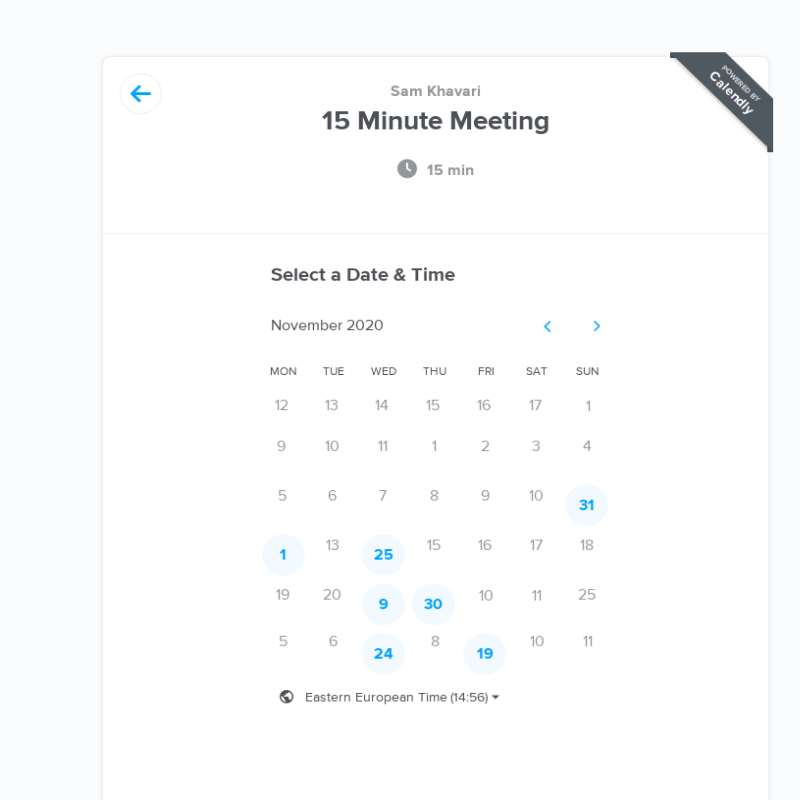 POWERED BY
Calendly
Sam Khavari
15 Minute Meeting
15 min
Select a Date & Time
November 2020
MON TUE WED THU FRI SAT SUN
12 13 14 15 16 17 1
9 10 11 1 2 3 4
5 6 7 8 9 10 31
1 13 25 15 16 17 18
19 20 9 30 10 11 25
5 6 24 8 19 10 11
Eastern European Time (14:56)